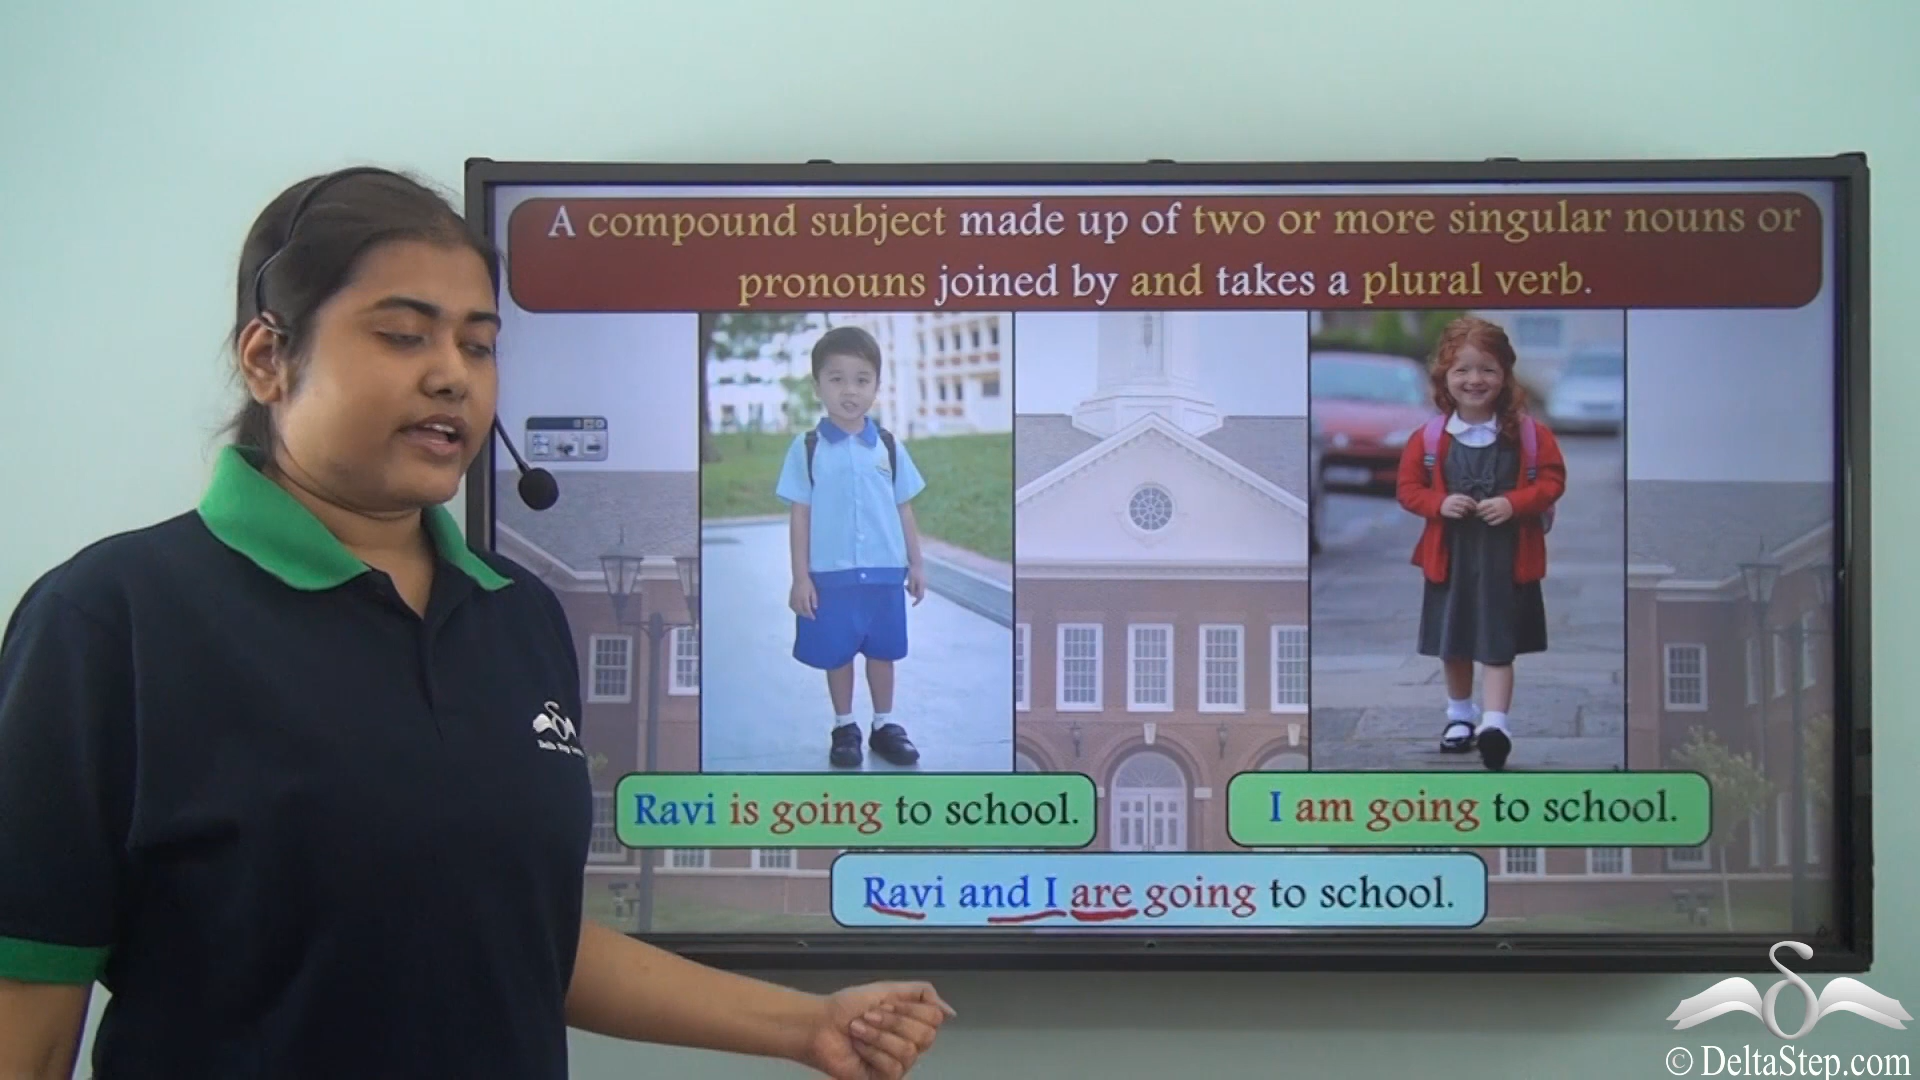 A compound subject made up of two or more singular nouns or
pronouns joined by and takes a plural verb.
Ravi is going to school.
I am going to school.
Ravi and I are going to school.
© DeltaStep.com